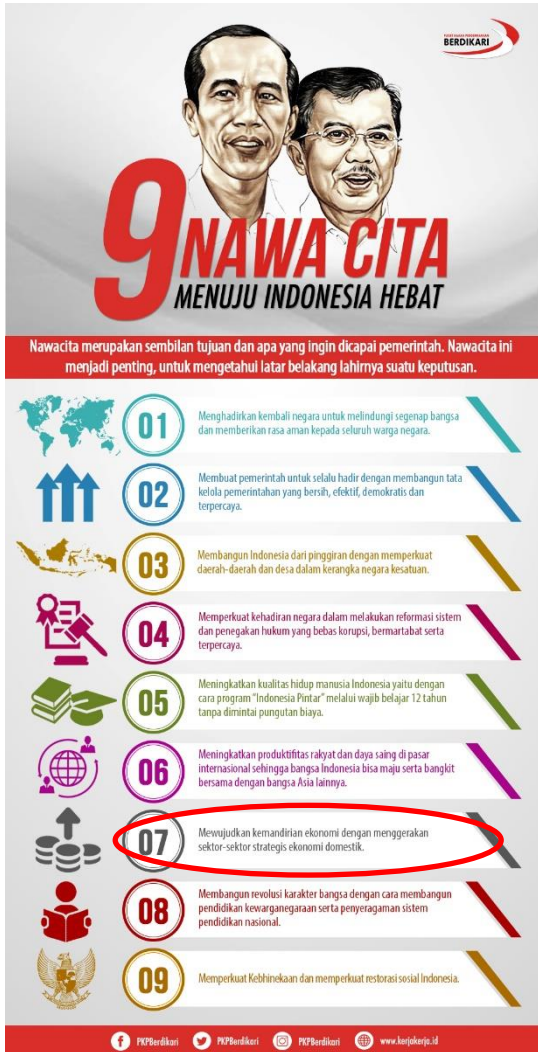 BERDIKARI
9 NAWA CITA
MENUJU INDONESIA HEBAT
Nawacita merupakan sembilan tujuan dan apa yang ingin dicapai pemerintah. Nawacita ini
menjadi penting, untuk mengetahui latar belakang lahirnya suatu keputusan.
01
Menghadirkan kembali negara untuk melindungi segenap bangsa
dan memberikan rasa aman kepada seluruh warga negara.
02
Membuat pemerintah untuk selalu hadir dengan membangun tata
kelola pemerintahan yang bersih, efektif, demokratis dan
terpercaya.
03
Membangun Indonesia dari pinggiran dengan memperkuat
daerah-daerah dan desa dalam kerangka negara kesatuan.
04
Memperkuat kehadiran negara dalam melakukan reformasi sistem
dan penegakan hukum yang bebas korupsi, bermartabat serta
terpercaya.
05
Meningkatkan kualitas hidup manusia Indonesia yaitu dengan
cara program "Indonesia Pintar" melalui wajib belajar 12 tahun
tanpa dimintai pungutan biaya.
06
Meningkatkan produktifitas rakyat dan daya saing di pasar
internasional sehingga bangsa Indonesia bisa maju serta bangkit
bersama dengan bangsa Asia lainnya.
07
Mewujudkan kemandirian ekonomi dengan menggerakan
sektor-sektor strategis ekonomi domestik.
08
Membangun revolusi karakter bangsa dengan cara membangun
pendidikan kewarganegaraan serta penyeragaman sistem
pendidikan nasional.
09
Memperkuat Kebhinekaan dan memperkuat restorasi sosial Indonesia.
PKPBerdikari PKPBerdikari PKPBerdikari www.kerjakerja.id